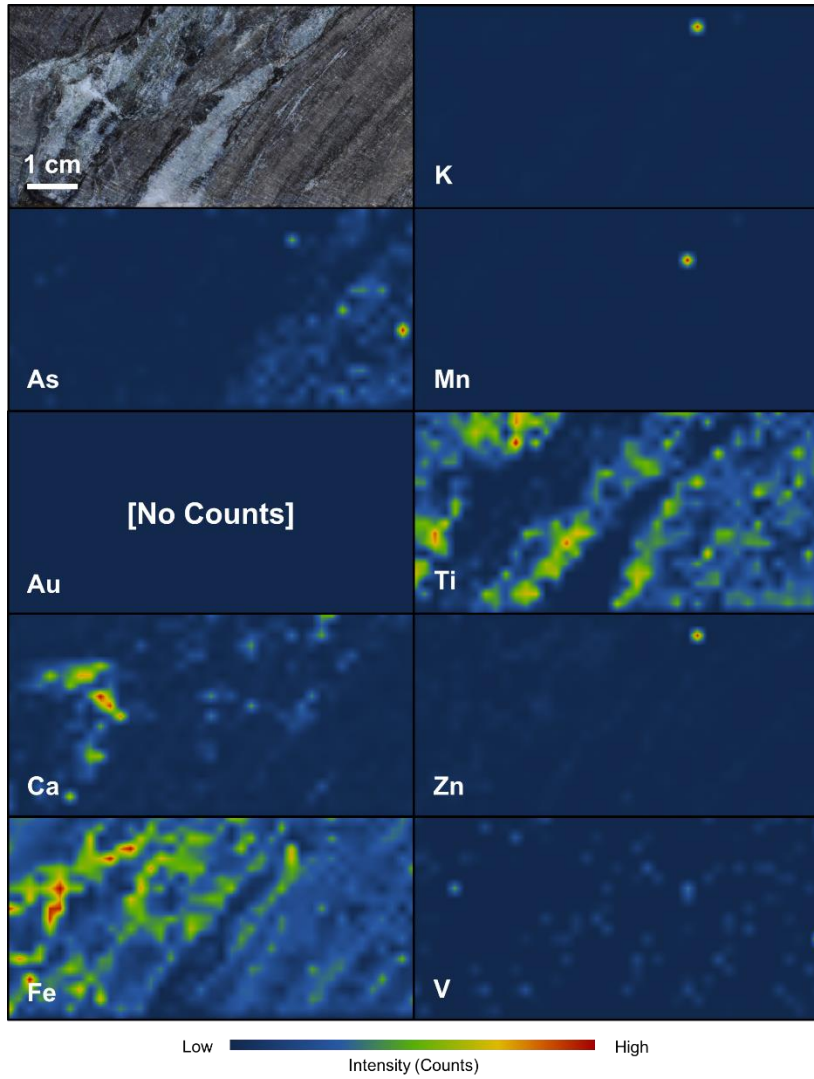 1 cm
K
As
Mn
[No Counts]
Au
Ti
Ca
Zn
Fe
V
Low
High
Intensity (Counts)